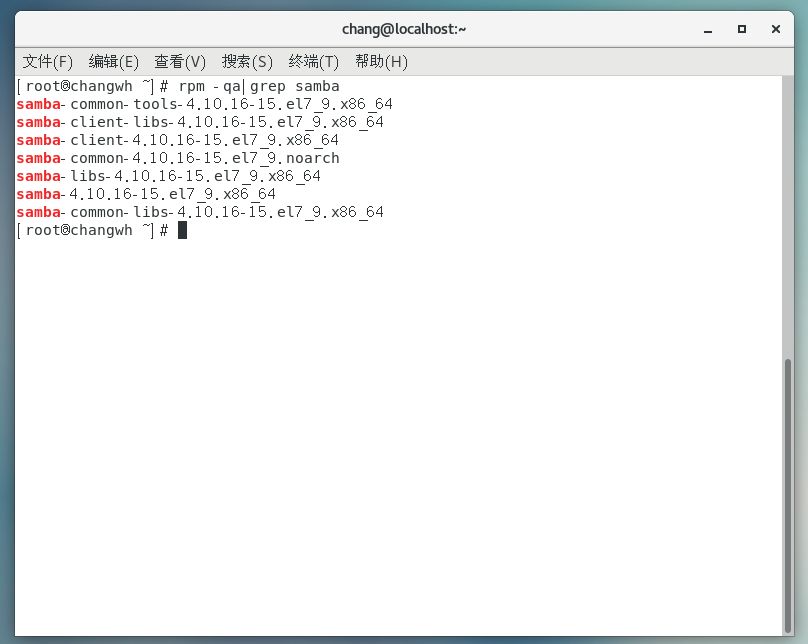 chang@localhost:~
文件(F) 编辑(E) 查看(V) 搜索(S) 终端(T) 帮助(H)
[root@changwh ~]# rpm -qa|grep samba
samba-common-tools-4.10.16-15.el7_9.x86_64
samba-client-libs-4.10.16-15.el7_9.x86_64
samba-client-4.10.16-15.el7_9.x86_64
samba-common-4.10.16-15.el7_9.noarch
samba-libs-4.10.16-15.el7_9.x86_64
samba-4.10.16-15.el7_9.x86_64
samba-common-libs-4.10.16-15.el7_9.x86_64
[root@changwh ~]#